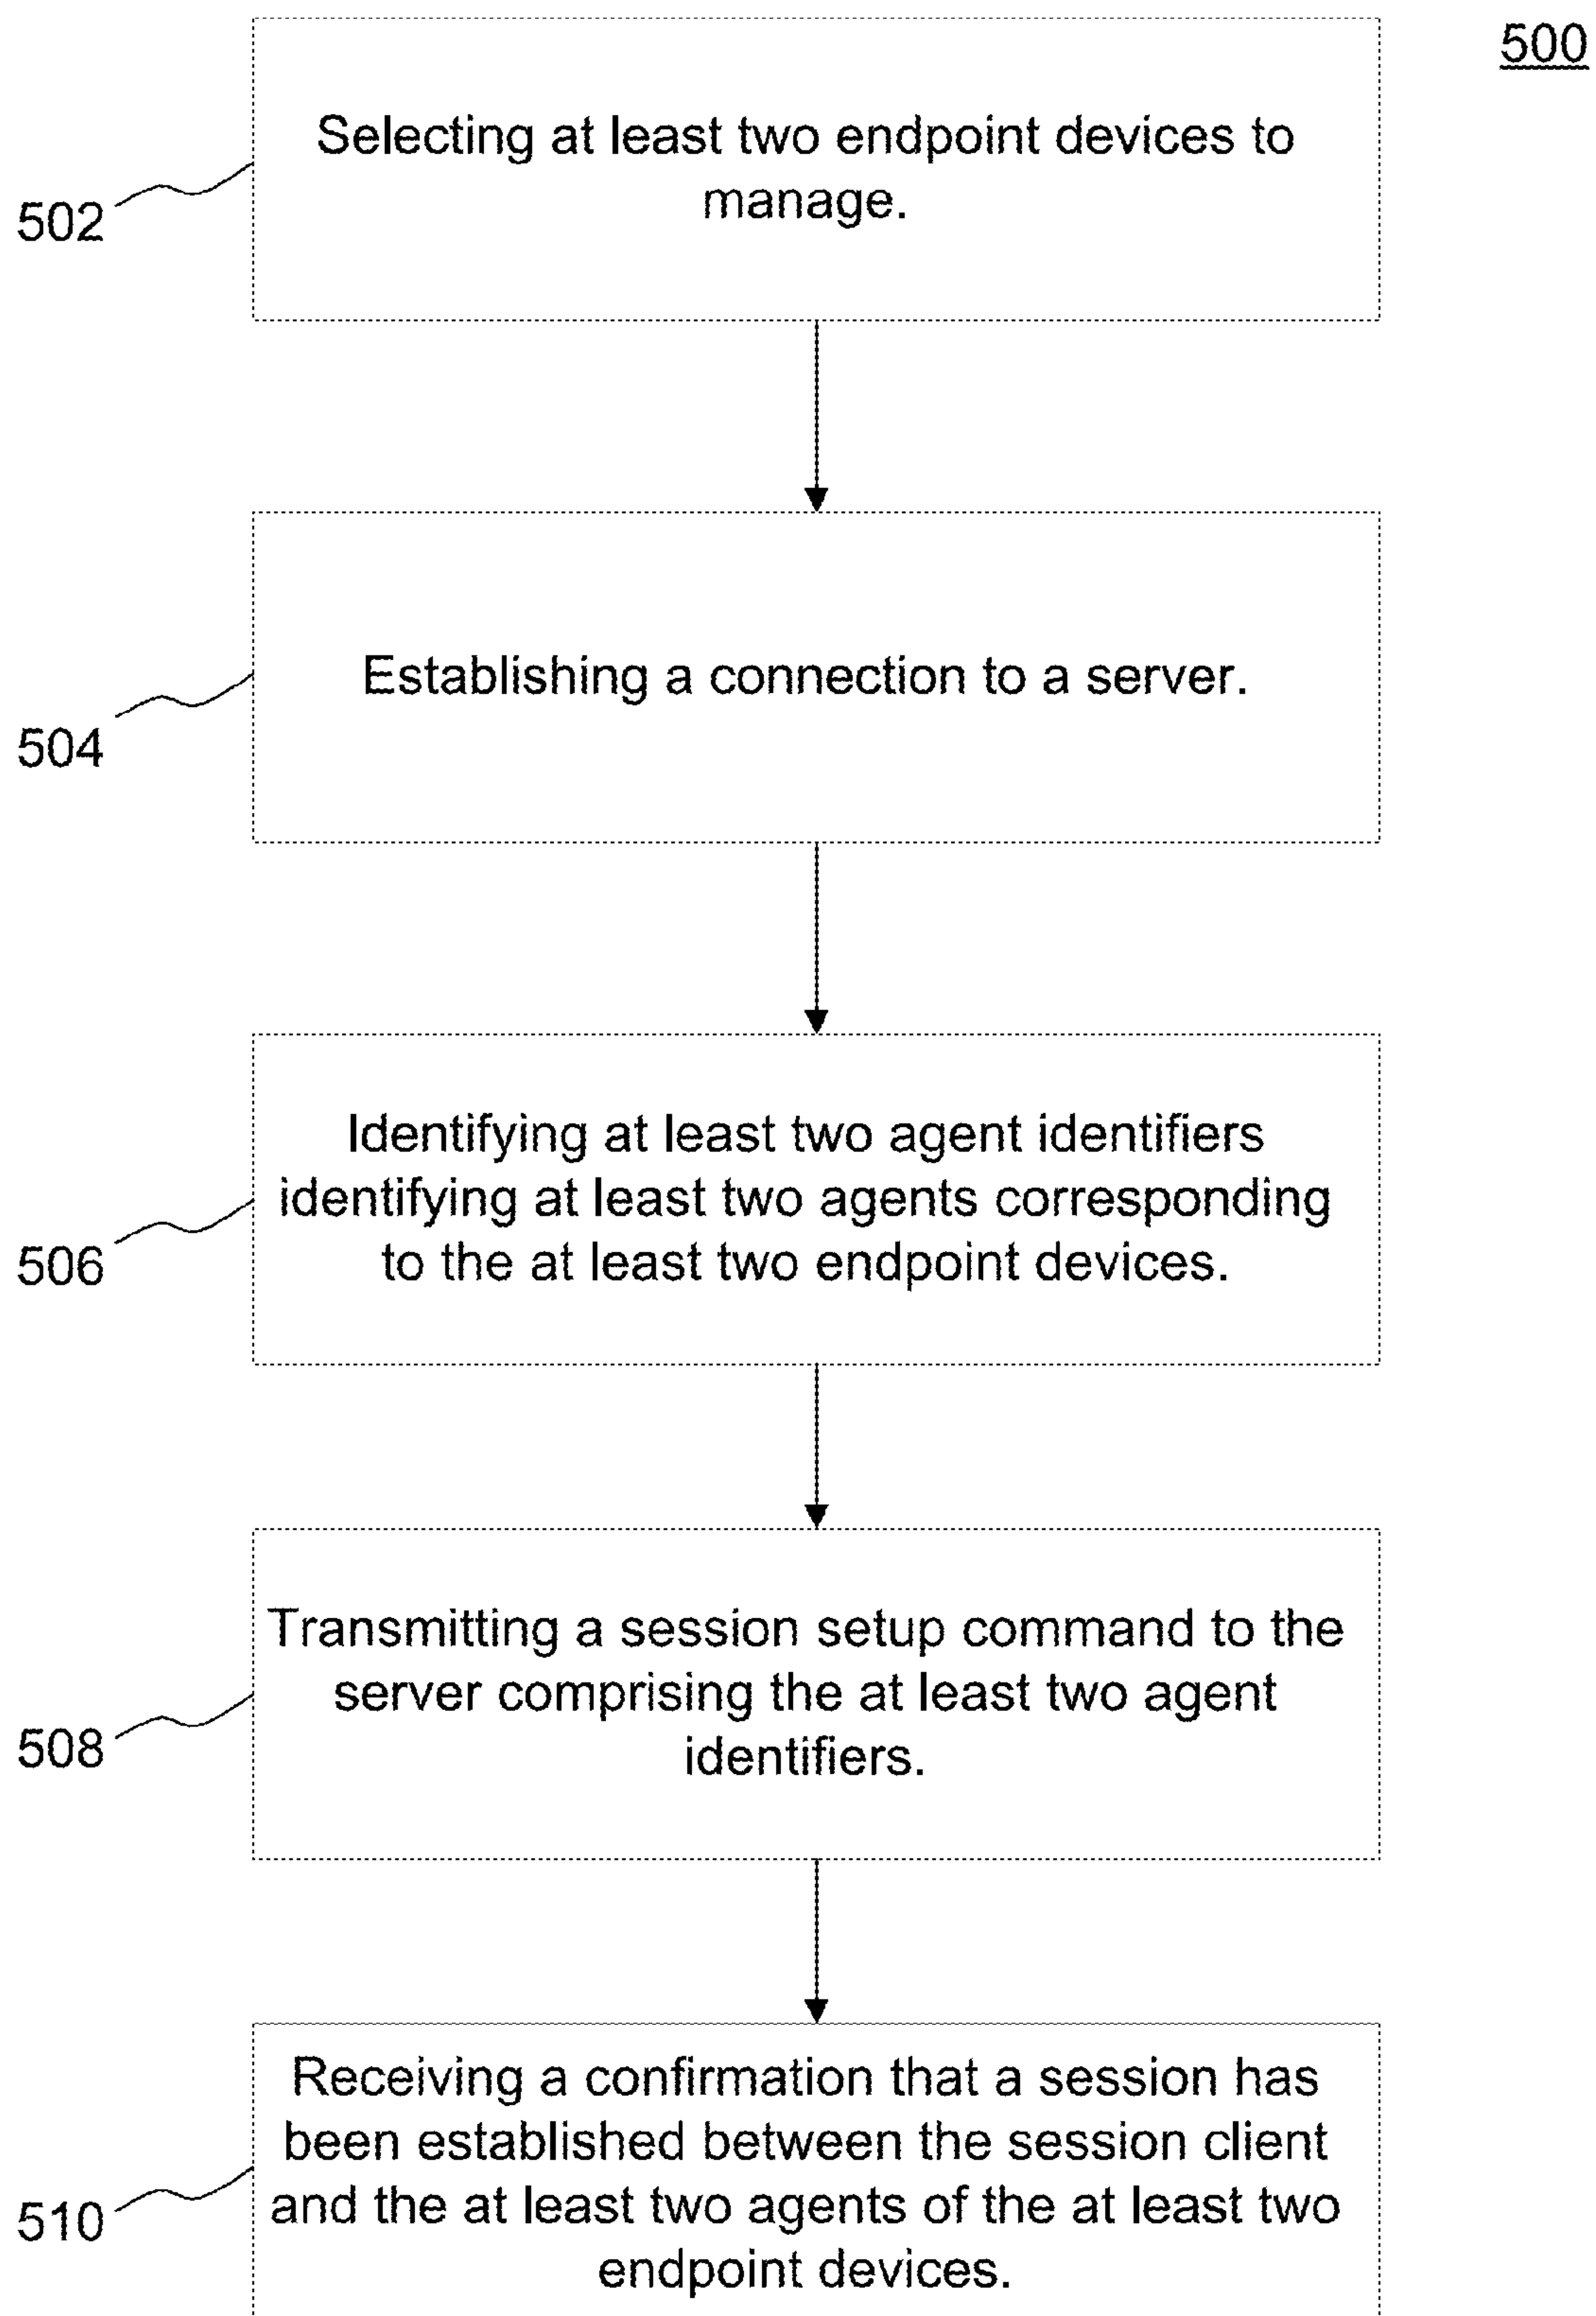 500
Selecting at least two endpoint devices to
manage.
502
Establishing a connection to a server.
504
Identifying at least two agent identifiers
identifying at least two agents corresponding
to the at least two endpoint devices.
506
Transmitting a session setup command to the
server comprising the at least two agent
identifiers.
508
Receiving a confirmation that a session has
been established between the session client
and the at least two agents of the at least two
endpoint devices.
510